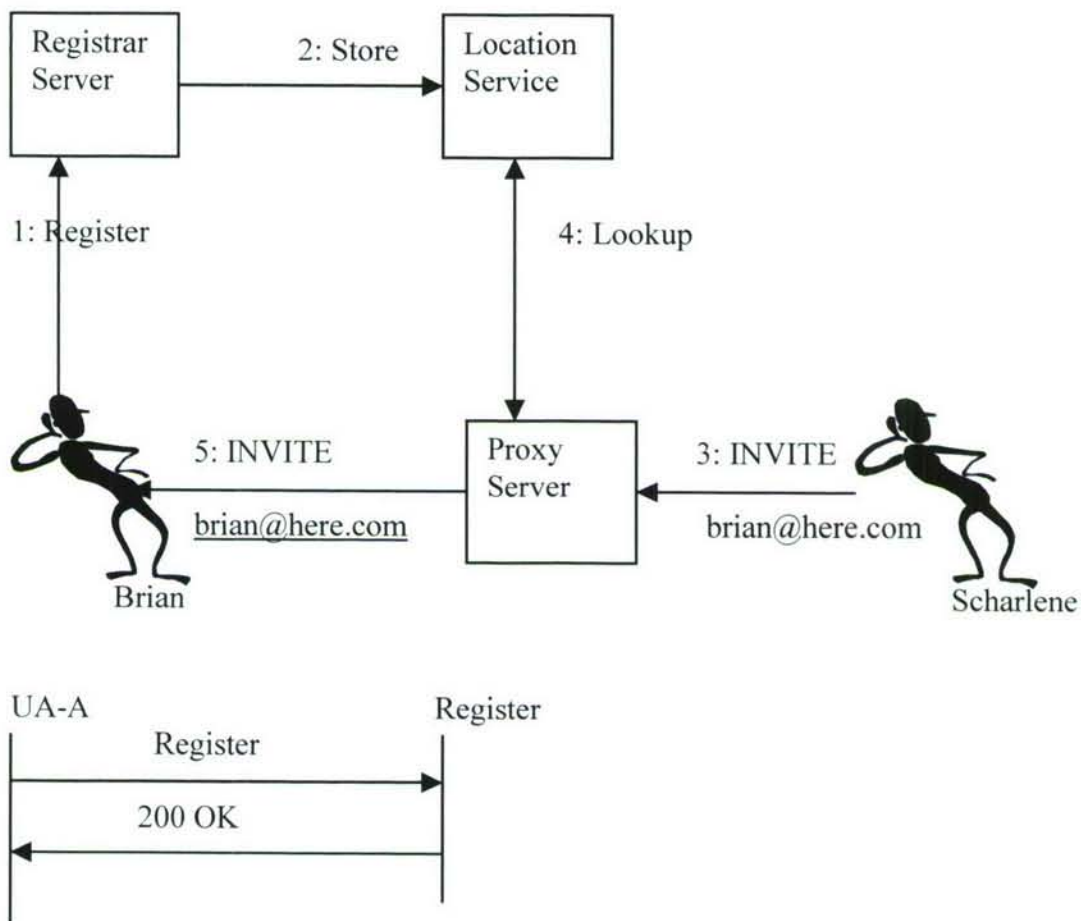 Registrar
Server
2: Store
Location
Service
1: Register
4: Lookup
5: INVITE
brian@here.com
Proxy
Server
3: INVITE
brian@here.com
Brian
Scharlene
UA-A
Register
Register
200 OK